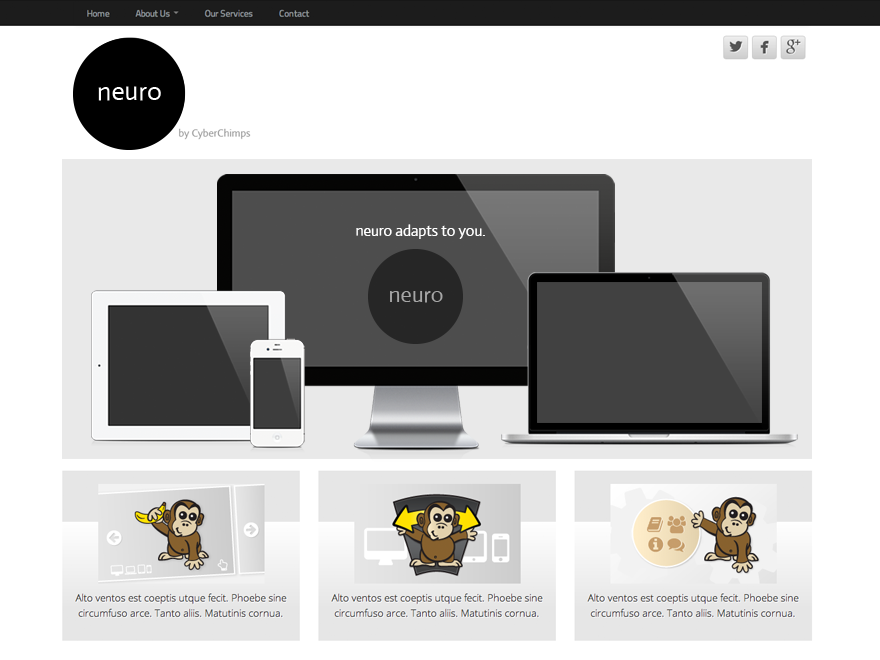 Home About Us Our Services Contact
neuro
by CyberChimps
neuro adapts to you.
neuro
Alto ventos est coeptis utque fecit. Phoebe sine
circumfuso arce. Tanto aliis. Matutinis cornua.
Alto ventos est coeptis utque fecit. Phoebe sine
circumfuso arce. Tanto aliis. Matutinis cornua.
Alto ventos est coeptis utque fecit. Phoebe sine
circumfuso arce. Tanto aliis. Matutinis cornua.